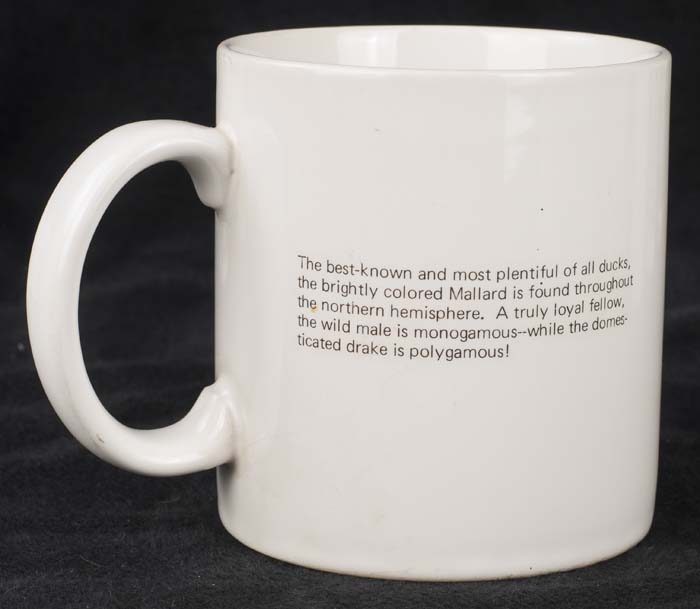 The best-known and most plentiful of all ducks,
the brightly colored Mallard is found throughout
the northern hemisphere. A truly loyal fellow,
the wild male is monogamous--while the domes-
ticated drake is polygamous!